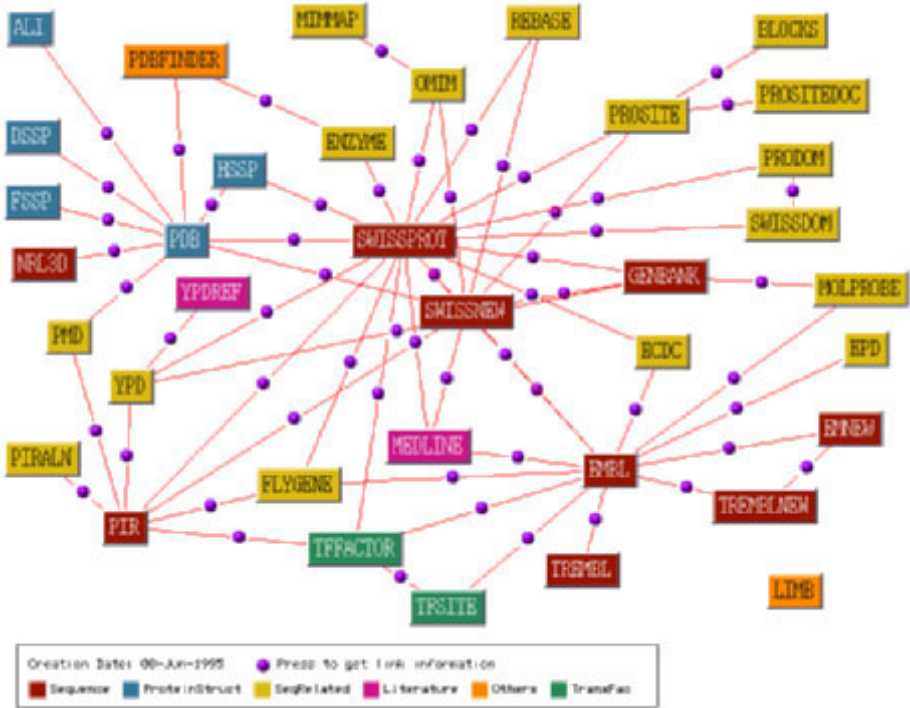 ALI
MIMMAP
REBASE
BLOCKS
PDBFINDER
OMIM
PROSITE
PROSITEDOC
DSSP
ENZYME
HSSP
PRODOM
FSSP
PDB
SWISSPROT
SWISSDOM
NRL3D
YPDREF
SWISSNEW
GENBANK
MOLPROBE
PMD
YPD
ECDC
EPD
PIRALN
MEDLINE
EMBL
EMNEW
FLYGENE
PIR
TREMBLNEW
TFFACTOR
TREMBL
TFSITE
LIMB
Creation Date: 08-Jun-1995 Press to get link information
Sequense ProteinStruct SeqRelated Literature Others TransFac